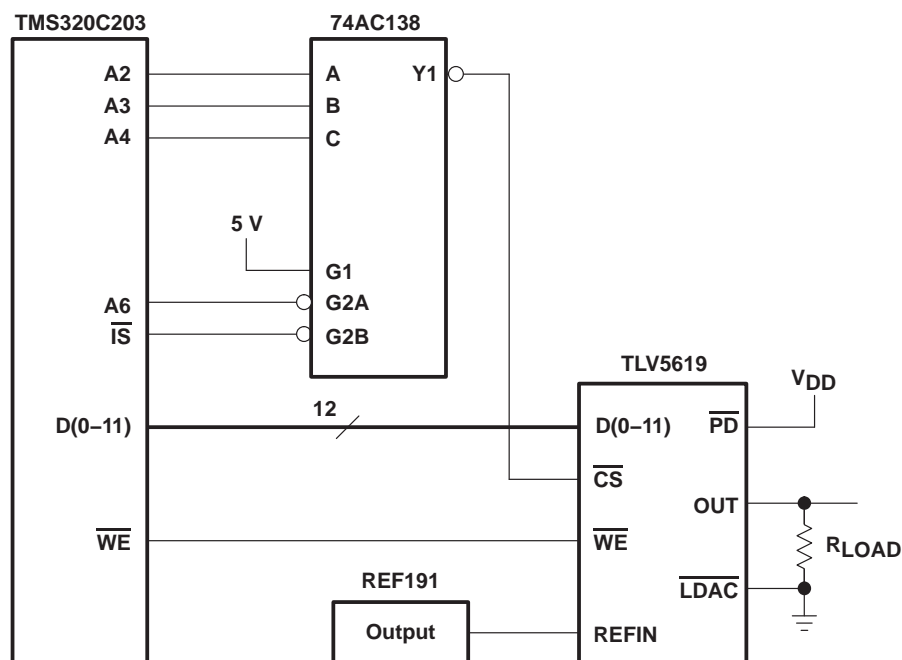 TMS320C203
74AC138
A2
A
Y1
A3
B
A4
C
5 V
G1
A6
G2A
IS
G2B
TLV5619
VDD
12
D(0–11)
D(0–11)
PD
CS
OUT
WE
WE
RLOAD
REF191
LDAC
Output
REFIN